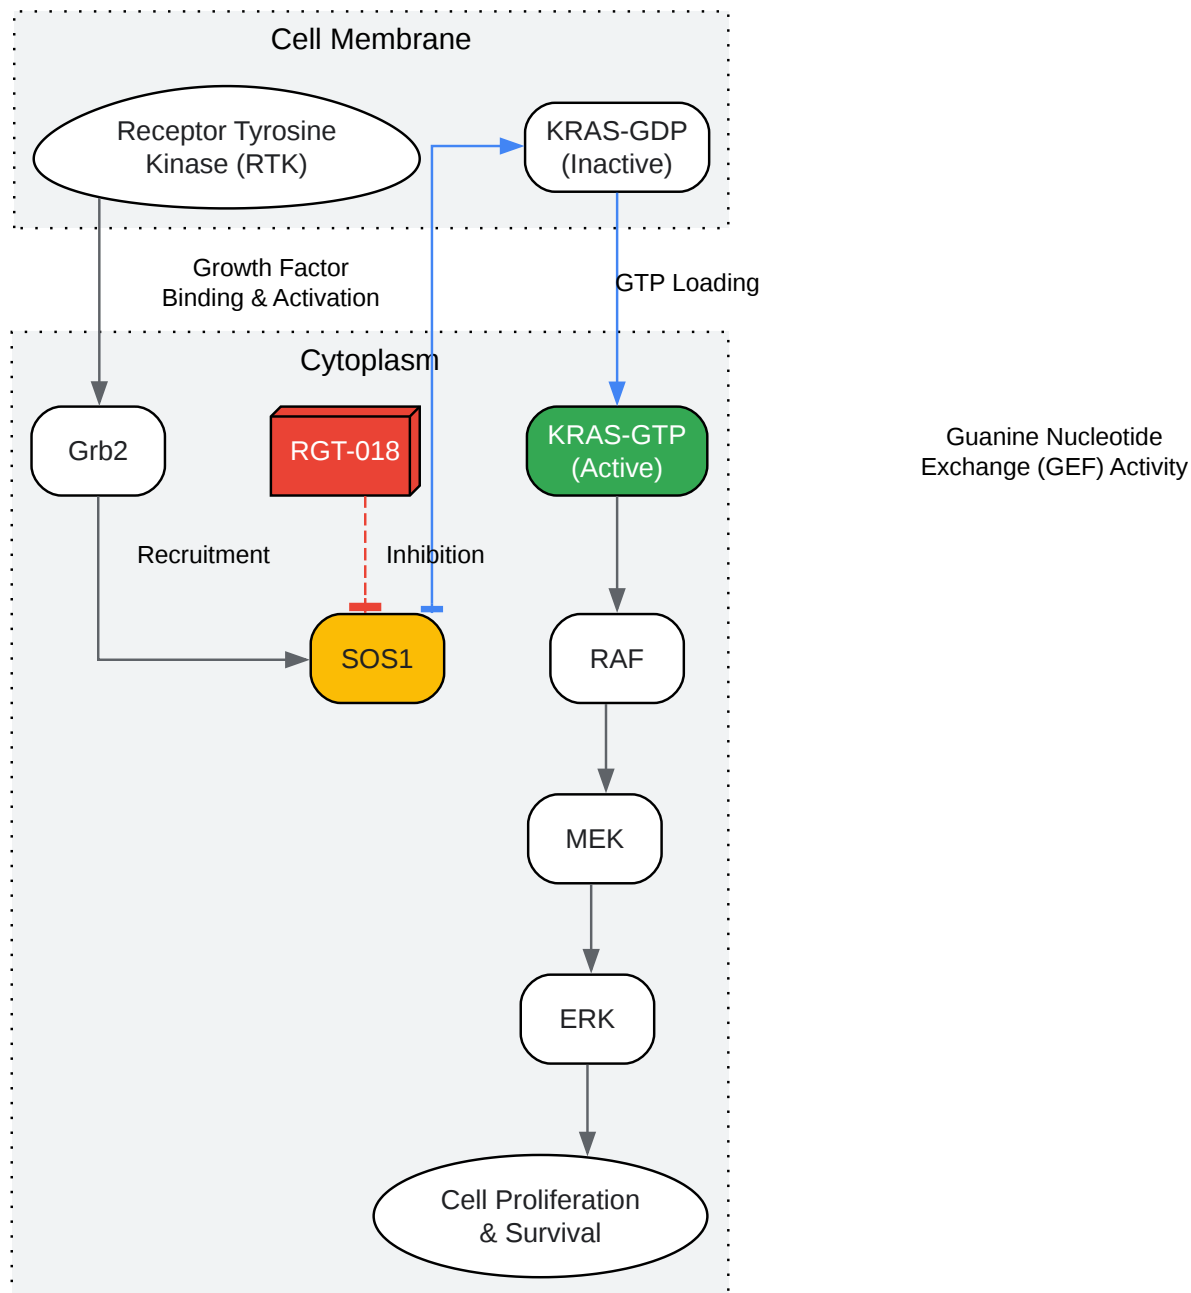 Cell Membrane
Receptor Tyrosine
Kinase (RTK)
KRAS-GDP
(Inactive)
Growth Factor
Binding & Activation
GTP Loading
Cytoplasm
Grb2
RGT-018
KRAS-GTP
(Active)
Guanine Nucleotide
Exchange (GEF) Activity
Recruitment
Inhibition
SOS1
RAF
MEK
ERK
Cell Proliferation
& Survival